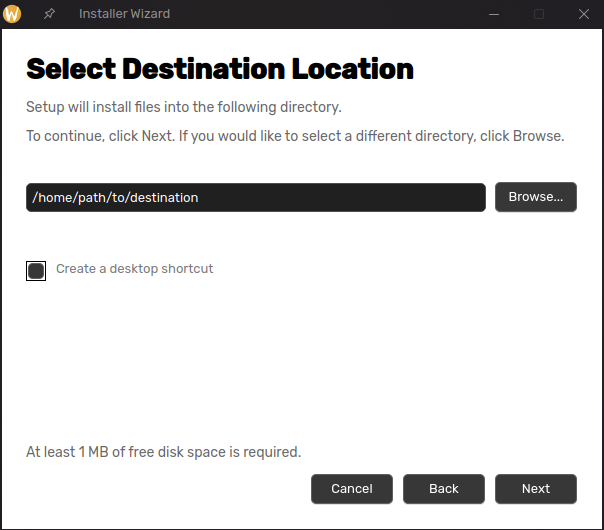 Installer Wizard
Select Destination Location
Setup will install files into the following directory.
To continue, click Next. If you would like to select a different directory, click Browse.
/home/path/to/destination
Browse...
Create a desktop shortcut
At least 1 MB of free disk space is required.
Cancel
Back
Next